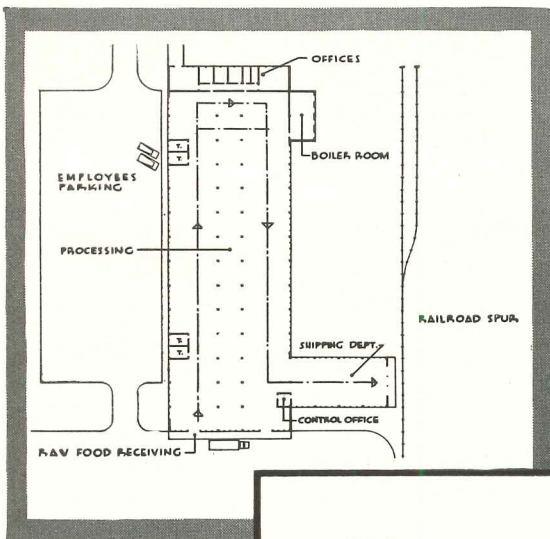 OFFICES
BOILER ROOM
EMPLOYEES
PARKING
PROCESSING
RAILROAD SPUR
SHIPPING DEPT.
CONTROL OFFICE
RAW FOOD RECEIVING
T.
T.
T.
T.